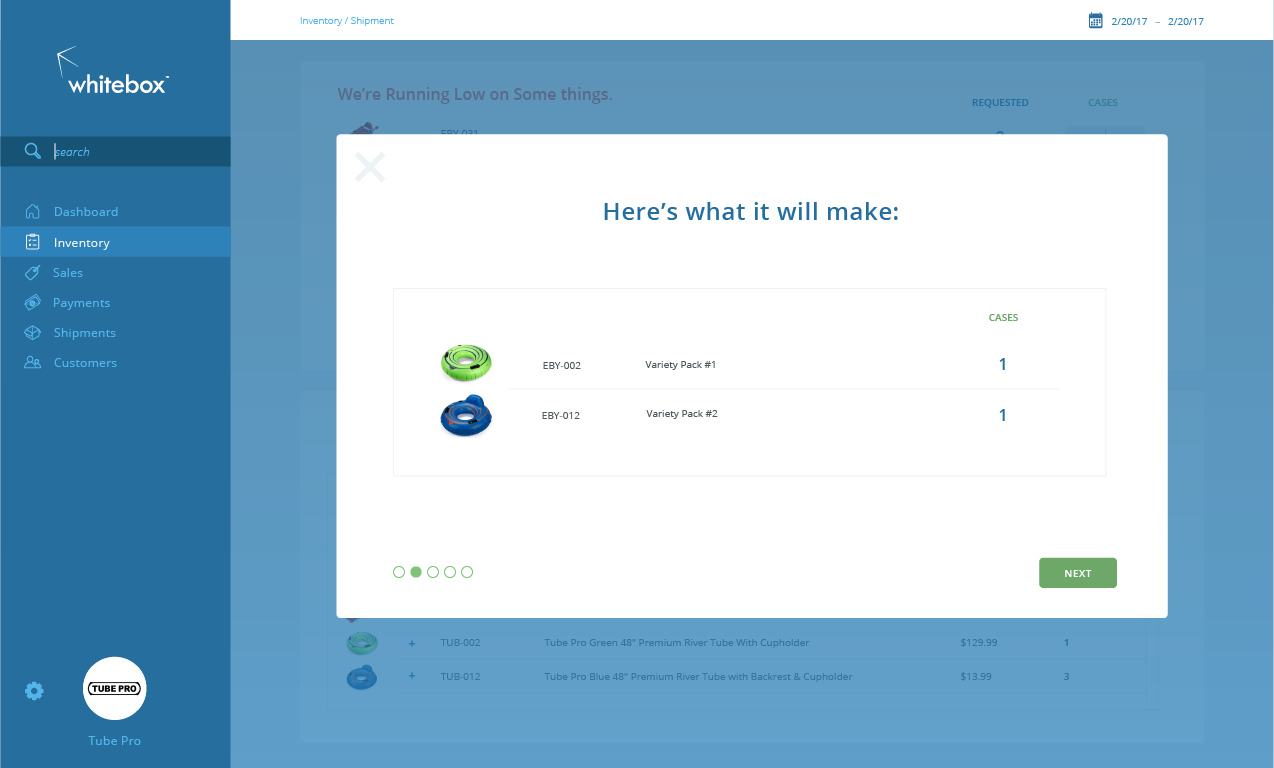 Inventory / Shipment
2/20/17 – 2/20/17
whitebox
search
Dashboard
Inventory
Sales
Payments
Shipments
Customers
TUBE PRO
Tube Pro
We're Running Low on Some things.
REQUESTED CASES
EBY-031
Here's what it will make:
CASES
EBY-002 Variety Pack #1 1
EBY-012 Variety Pack #2 1
NEXT
+ TUB-002 Tube Pro Green 48" Premium River Tube With Cupholder $129.99 1
+ TUB-012 Tube Pro Blue 48" Premium River Tube with Backrest & Cupholder $13.99 3